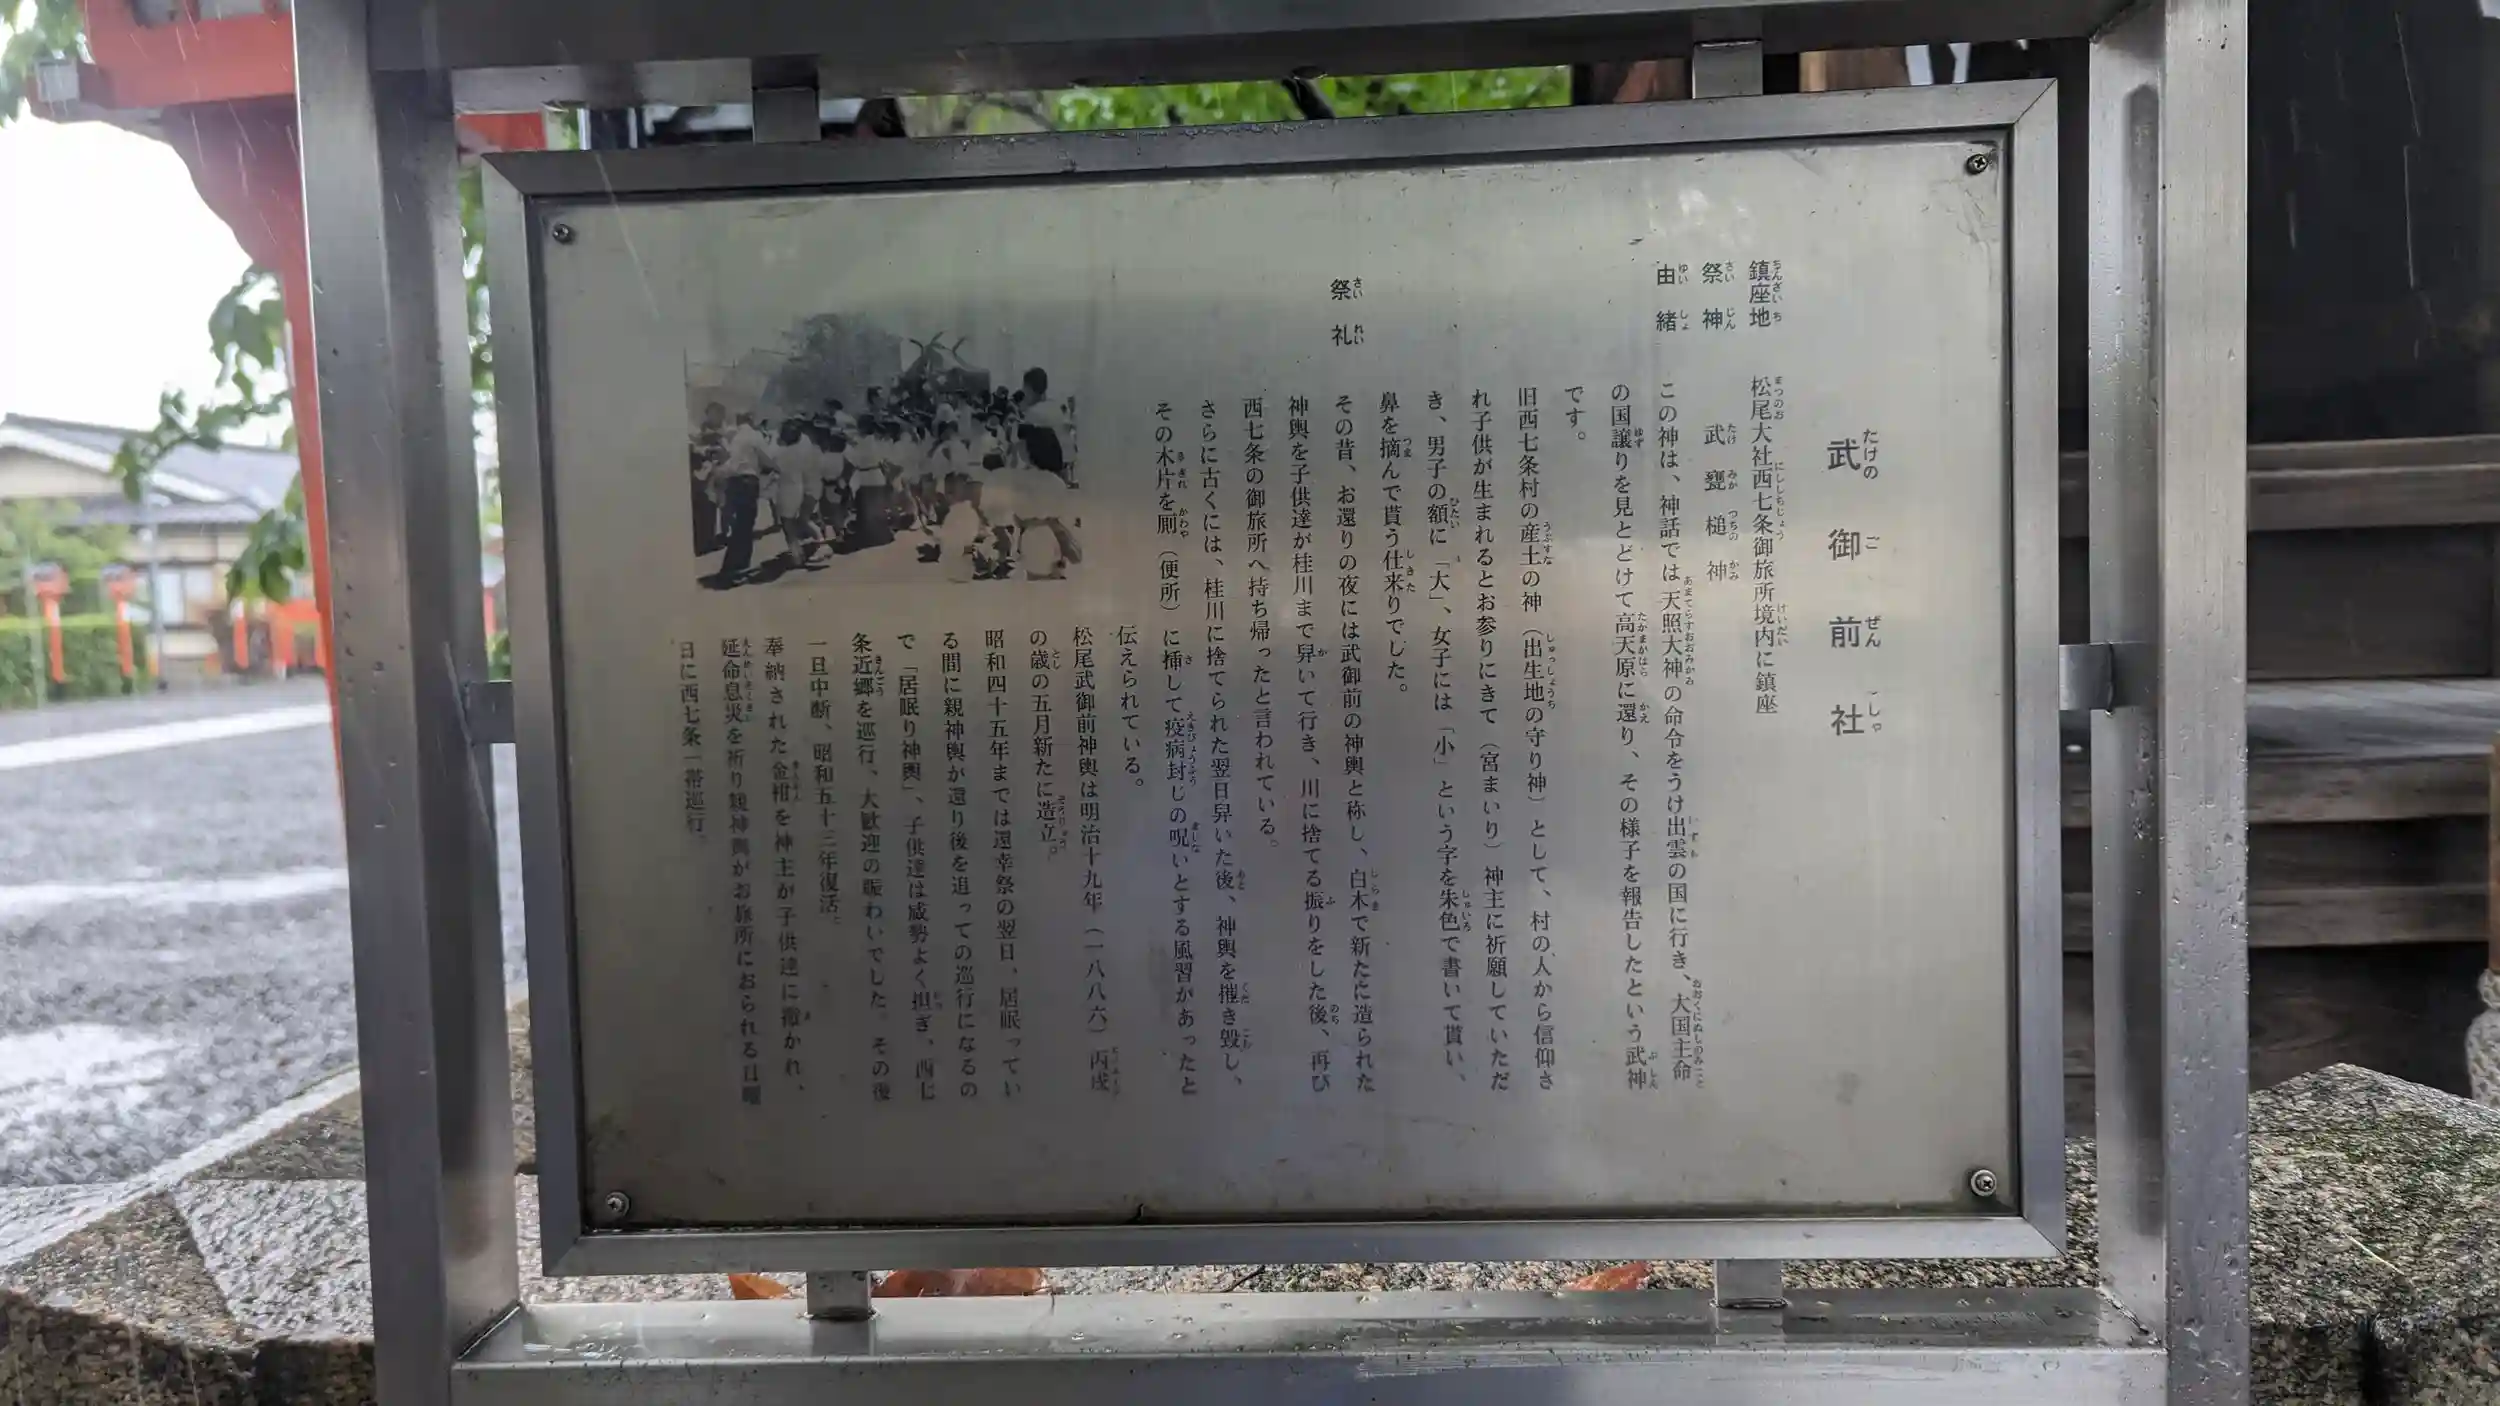 武御前社
鎮座地 松尾大社西七条御旅所境内に鎮座
祭神 武甕槌神
由緒 この神は、神話では天照大神の命令をうけ出雲の国に行き、大国主命
の国譲りを見とどけて高天原に還り、その様子を報告したという武神
です。
旧西七条村の産土の神（出生地の守り神）として、村の人から信仰さ
れ子供が生まれるとお参りにきて（宮まいり）神主に祈願していただ
き、男子の額に「大」、女子には「小」という字を朱色で書いて貰い、
鼻を摘んで貰う仕来りでした。
祭礼 その昔、お還りの夜には武御前の神輿と称し、白木で新たに造られた
神輿を子供達が桂川まで舁いて行き、川に捨てる振りをした後、再び
西七条の御旅所へ持ち帰ったと言われている。
さらに古くには、桂川に捨てられた翌日舁いた後、神輿を摧き毀し、
その木片を厠（便所）に挿して疫病封じの呪いとする風習があったと
伝えられている。
松尾武御前神輿は明治十九年（一八八六）丙戌
の歳の五月新たに造立。
昭和四十五年までは還幸祭の翌日、居眠ってい
る間に親神輿が還り後を追っての巡行になるの
で「居眠り神輿」、子供達は威勢よく担ぎ、西七
条近郷を巡行、大歓迎の賑わいでした。その後
一旦中断、昭和五十三年復活。
奉納された金柑を神主が子供達に撒かれ、
延命息災を祈り親神輿がお旅所におられる日曜
日に西七条一帯巡行。